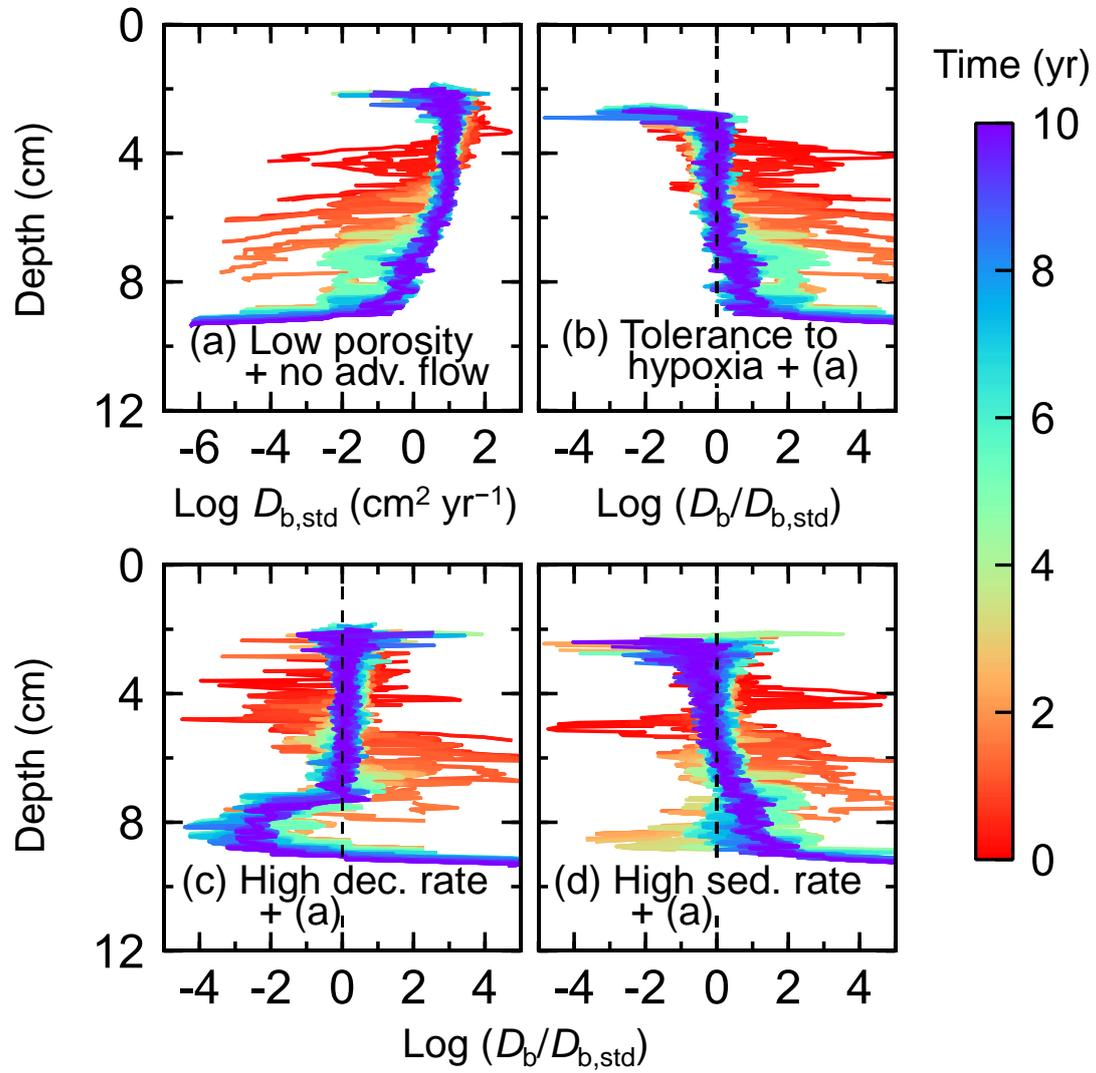 0
4
8
12
Depth (cm)
(a) Low porosity
+ no adv. flow
-6 -4 -2 0 2
Log Db,std (cm² yr⁻¹)
(b) Tolerance to
hypoxia + (a)
-4 -2 0 2 4
Log (Db/Db,std)
Time (yr)
10
8
6
4
2
0
0
4
8
12
Depth (cm)
(c) High dec. rate
+ (a)
-4 -2 0 2 4
(d) High sed. rate
+ (a)
-4 -2 0 2 4
Log (Db/Db,std)